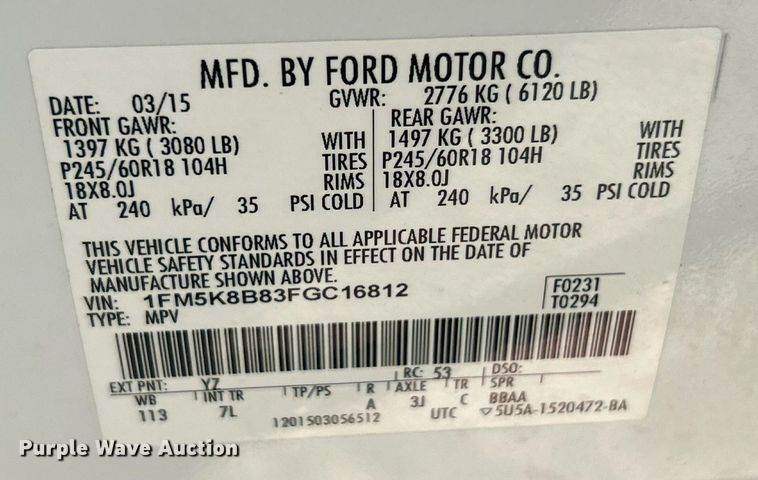 MFD. BY FORD MOTOR CO.
DATE: 03/15 GVWR: 2776 KG ( 6120 LB)
FRONT GAWR: REAR GAWR:
1397 KG ( 3080 LB) WITH 1497 KG ( 3300 LB) WITH
P245/60R18 104H TIRES P245/60R18 104H TIRES
18X8.0J RIMS 18X8.0J RIMS
AT 240 kPa/ 35 PSI COLD AT 240 kPa/ 35 PSI COLD
THIS VEHICLE CONFORMS TO ALL APPLICABLE FEDERAL MOTOR
VEHICLE SAFETY STANDARDS IN EFFECT ON THE DATE OF
MANUFACTURE SHOWN ABOVE.
VIN: 1FM5K8B83FGC16812 F0231
TYPE: MPV T0294
EXT PNT: YZ RC: 53 DSO:
WB INT TR TP/PS R AXLE TR SPR
113 7L A 3J C BBAA
1201503056512 UTC ▽5U5A-1520472-BA
Purple Wave Auction